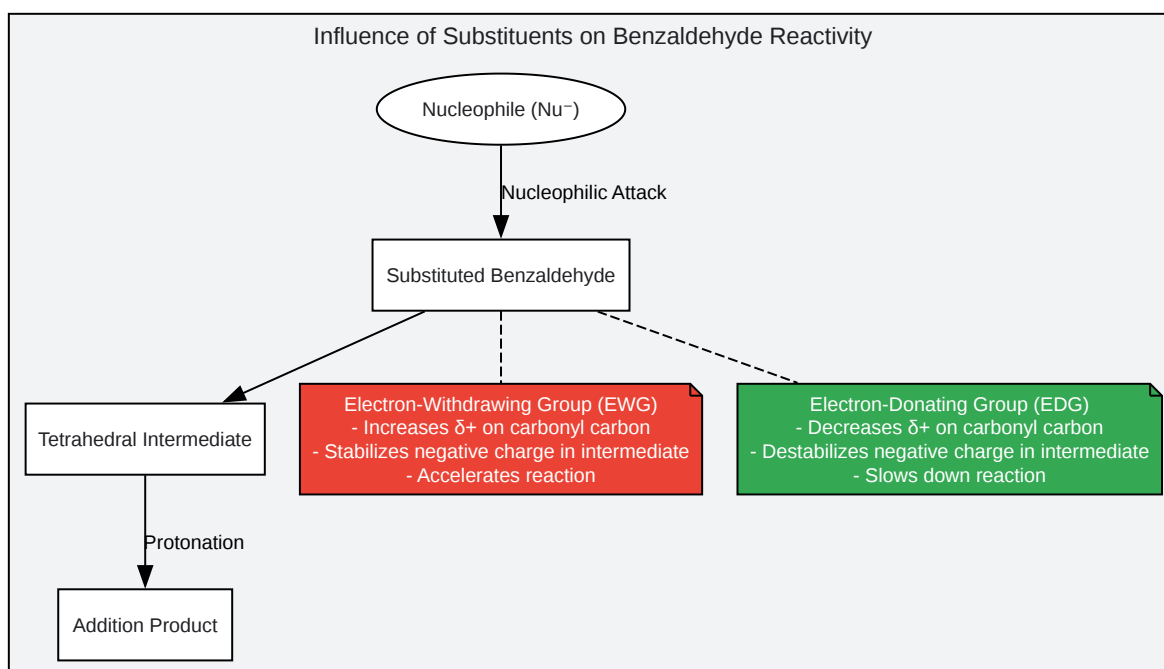 Influence of Substituents on Benzaldehyde Reactivity
Nucleophile (Nu⁻)
Nucleophilic Attack
Substituted Benzaldehyde
Tetrahedral Intermediate
Electron-Withdrawing Group (EWG)
- Increases δ+ on carbonyl carbon
- Stabilizes negative charge in intermediate
- Accelerates reaction
Electron-Donating Group (EDG)
- Decreases δ+ on carbonyl carbon
- Destabilizes negative charge in intermediate
- Slows down reaction
Protonation
Addition Product